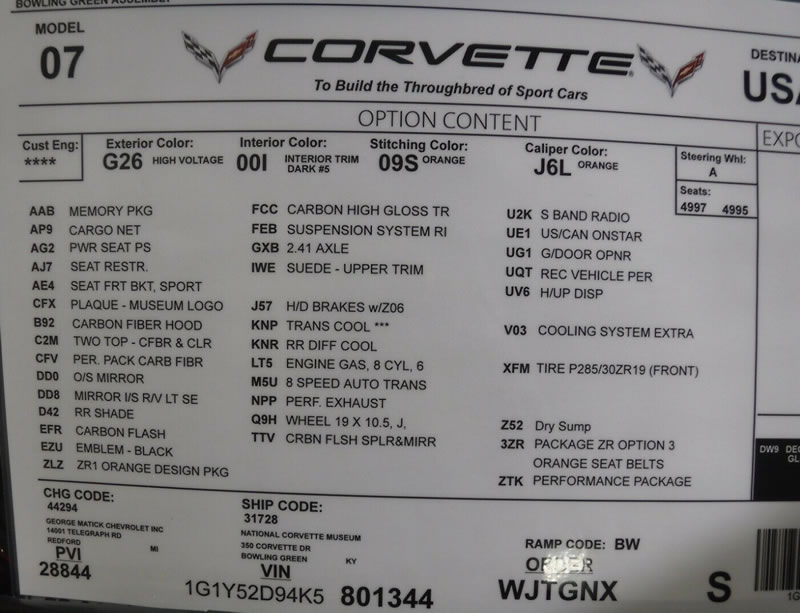 BOWLING GREEN ASSEMBLY
MODEL
07
CORVETTE
To Build the Throughbred of Sport Cars
DESTINA
USA
OPTION CONTENT
EXPO
Cust Eng:
****
Exterior Color:
G26 HIGH VOLTAGE
Interior Color:
00I INTERIOR TRIM
DARK #5
Stitching Color:
09S ORANGE
Caliper Color:
J6L ORANGE
Steering Whl:
A
Seats:
4997 4995
AAB MEMORY PKG
AP9 CARGO NET
AG2 PWR SEAT PS
AJ7 SEAT RESTR.
AE4 SEAT FRT BKT, SPORT
CFX PLAQUE - MUSEUM LOGO
B92 CARBON FIBER HOOD
C2M TWO TOP - CFBR & CLR
CFV PER. PACK CARB FIBR
DD0 O/S MIRROR
DD8 MIRROR I/S R/V LT SE
D42 RR SHADE
EFR CARBON FLASH
EZU EMBLEM - BLACK
ZLZ ZR1 ORANGE DESIGN PKG
FCC CARBON HIGH GLOSS TR
FEB SUSPENSION SYSTEM RI
GXB 2.41 AXLE
IWE SUEDE - UPPER TRIM
J57 H/D BRAKES w/Z06
KNP TRANS COOL ***
KNR RR DIFF COOL
LT5 ENGINE GAS, 8 CYL, 6
M5U 8 SPEED AUTO TRANS
NPP PERF. EXHAUST
Q9H WHEEL 19 X 10.5, J,
TTV CRBN FLSH SPLR&MIRR
U2K S BAND RADIO
UE1 US/CAN ONSTAR
UG1 G/DOOR OPNR
UQT REC VEHICLE PER
UV6 H/UP DISP
V03 COOLING SYSTEM EXTRA
XFM TIRE P285/30ZR19 (FRONT)
Z52 Dry Sump
3ZR PACKAGE ZR OPTION 3
ORANGE SEAT BELTS
ZTK PERFORMANCE PACKAGE
DW9 DEC
GL
CHG CODE:
44294
GEORGE MATICK CHEVROLET INC
14001 TELEGRAPH RD
REDFORD MI
PVI
28844
SHIP CODE:
31728
NATIONAL CORVETTE MUSEUM
350 CORVETTE DR
BOWLING GREEN KY
VIN
1G1Y52D94K5 801344
RAMP CODE: BW
ORDER
WJTGNX
S
1G